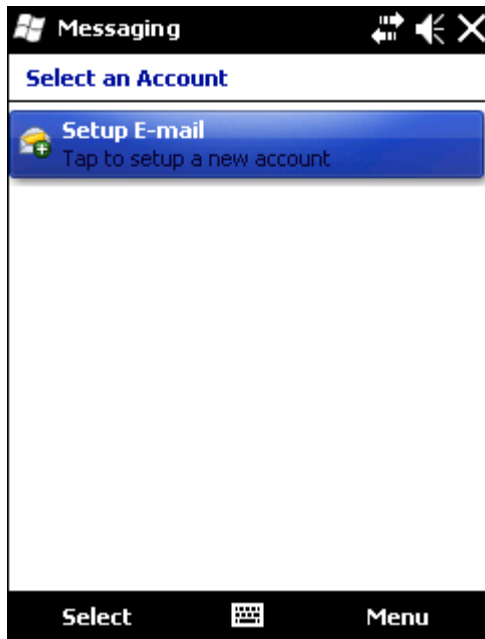 Messaging
Select an Account
Setup E-mail
Tap to setup a new account
Select Menu